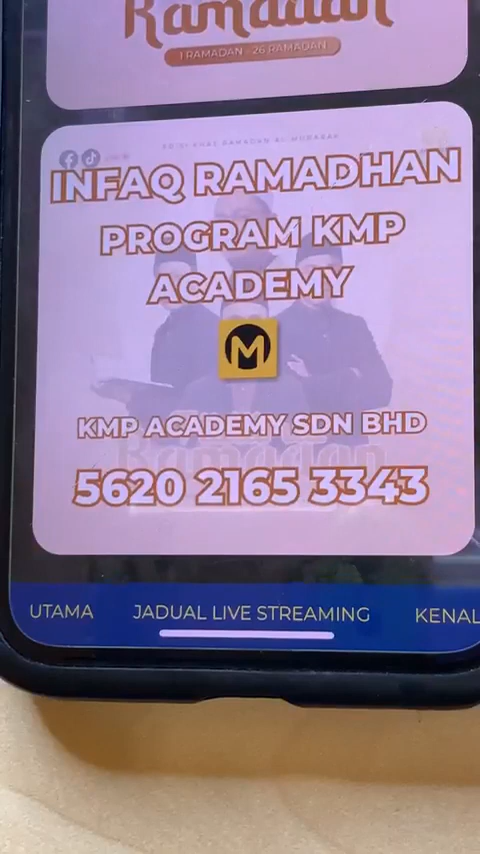 Ramadan
1 RAMADAN - 26 RAMADAN
INFAQ RAMADHAN
PROGRAM KMP
ACADEMY
M
KMP ACADEMY SDN BHD
Ramadan
5620 2165 3343
UTAMA JADUAL LIVE STREAMING KENAL